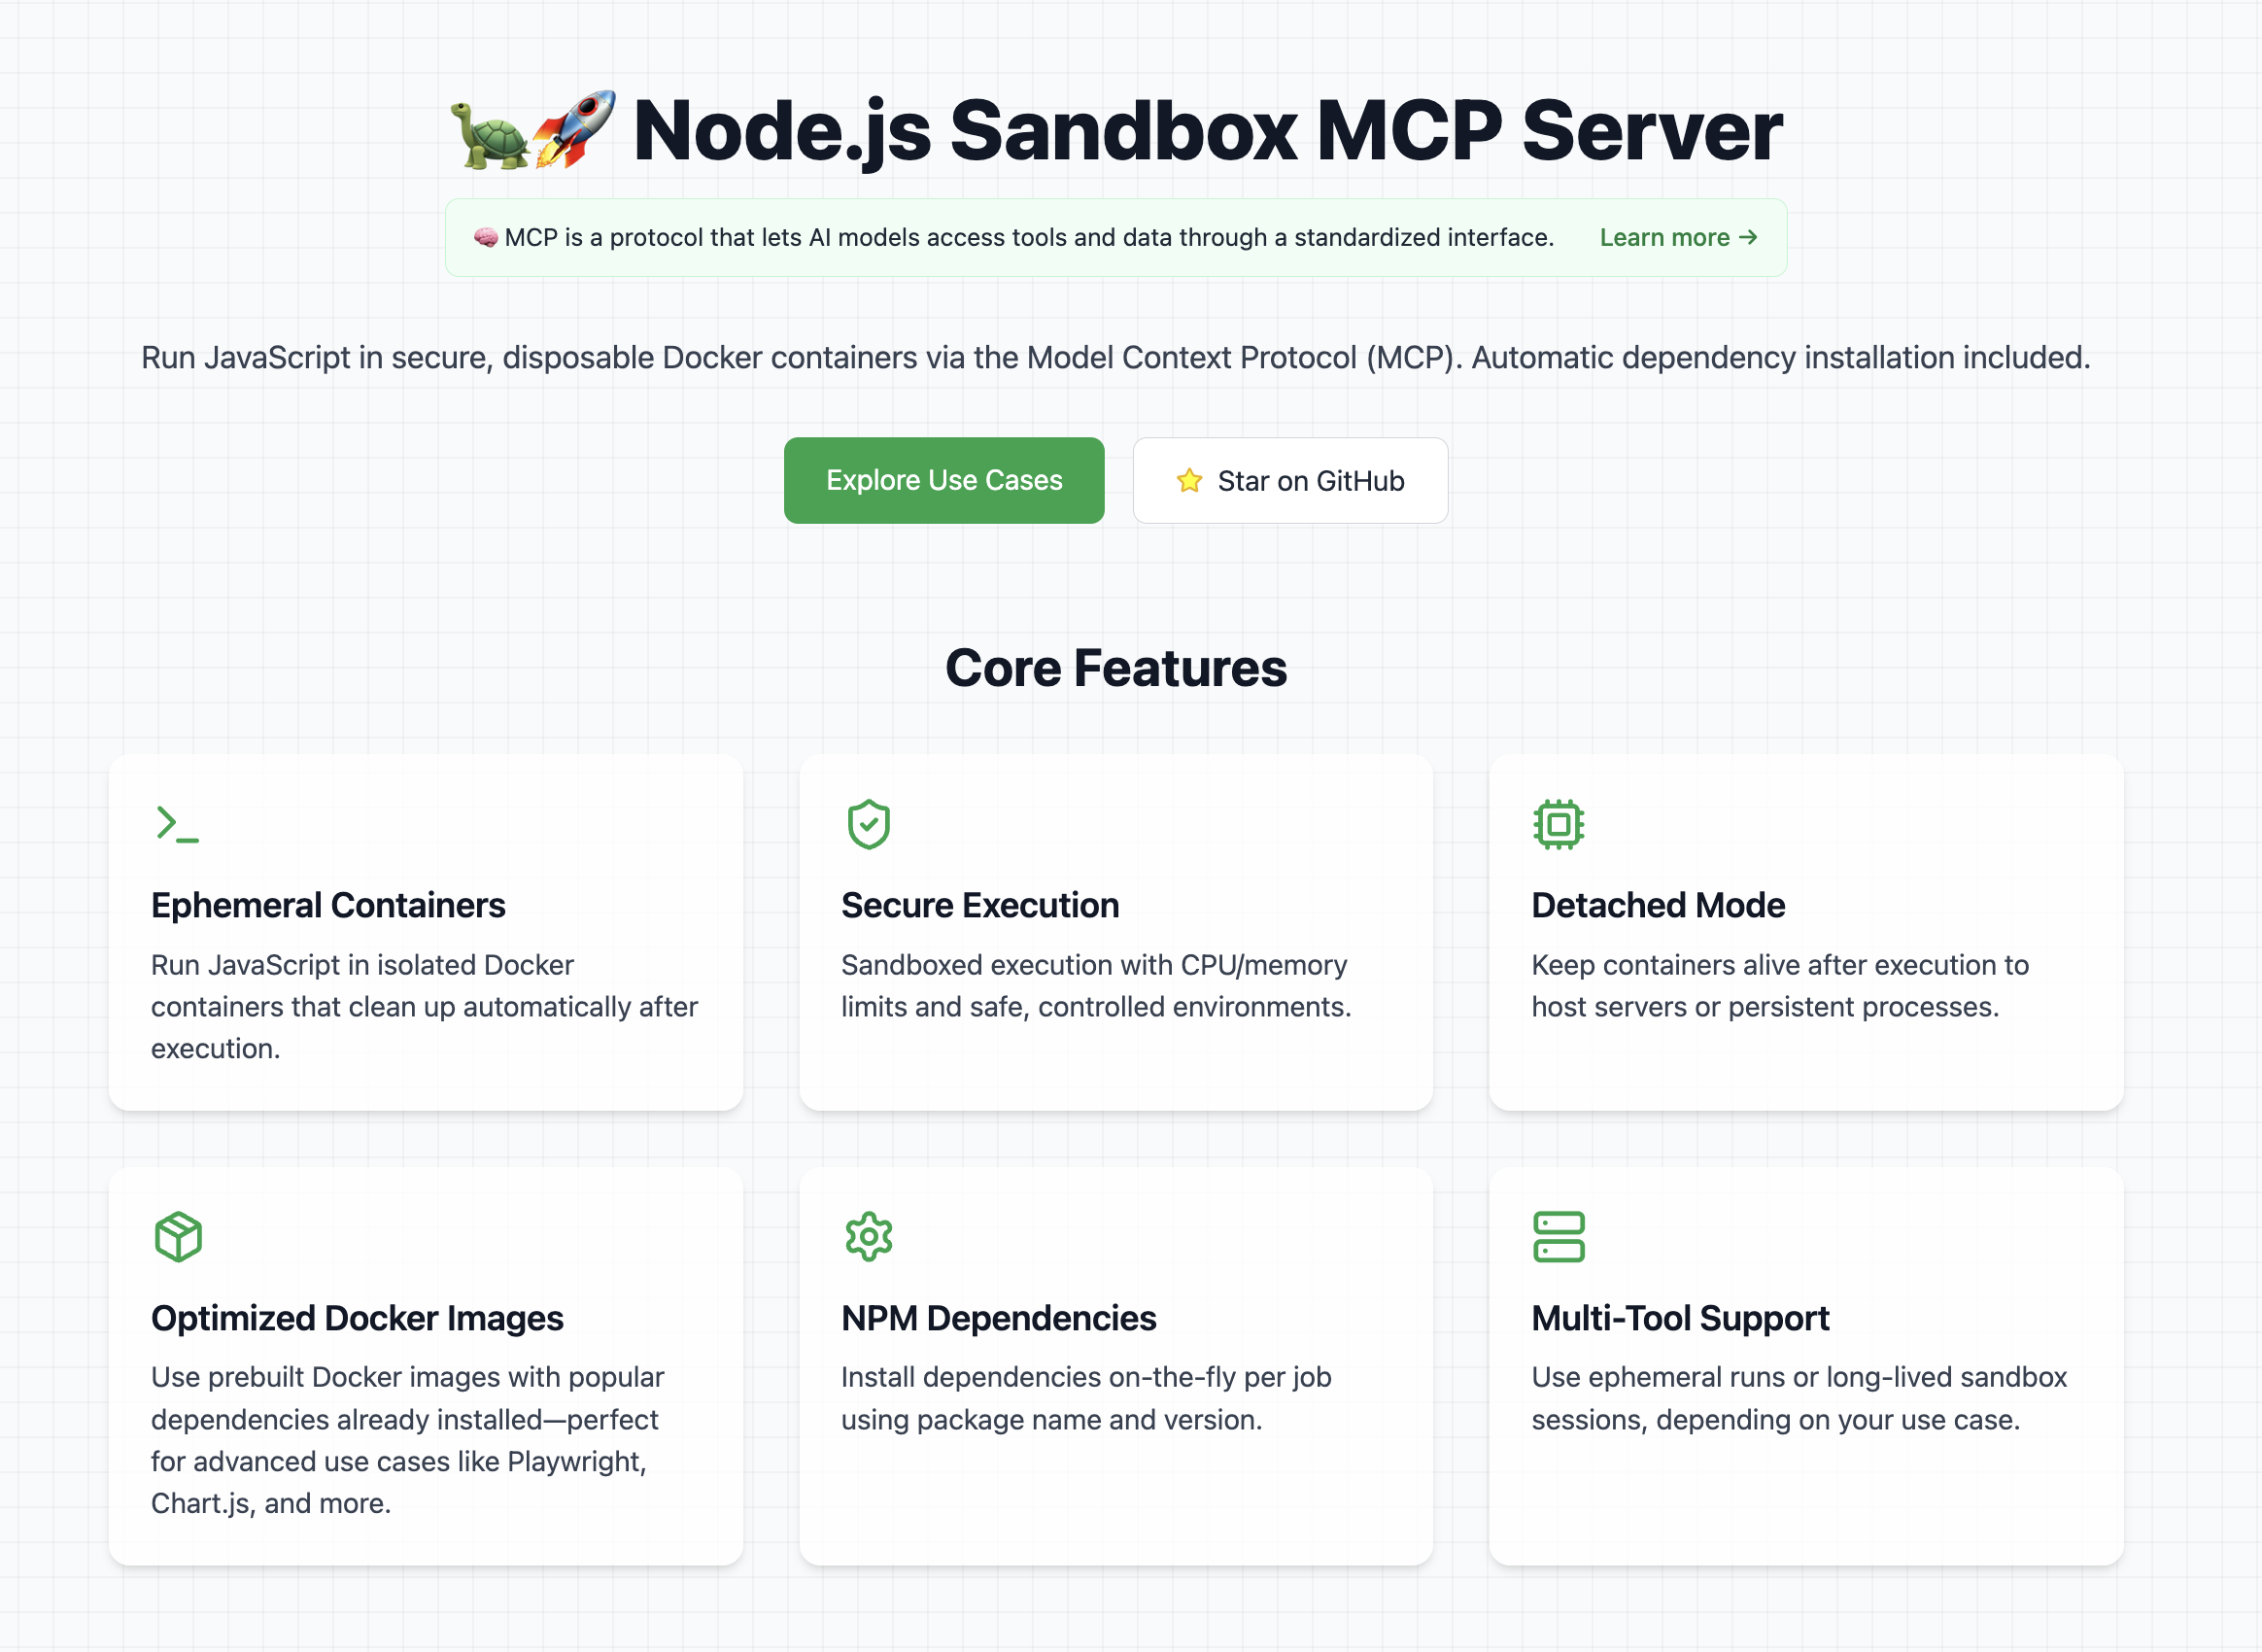 🐢🚀 Node.js Sandbox MCP Server
🧠 MCP is a protocol that lets AI models access tools and data through a standardized interface. Learn more →
Run JavaScript in secure, disposable Docker containers via the Model Context Protocol (MCP). Automatic dependency installation included.
Explore Use Cases
⭐ Star on GitHub
Core Features
Ephemeral Containers
Run JavaScript in isolated Docker
containers that clean up automatically after
execution.
Secure Execution
Sandboxed execution with CPU/memory
limits and safe, controlled environments.
Detached Mode
Keep containers alive after execution to
host servers or persistent processes.
Optimized Docker Images
Use prebuilt Docker images with popular
dependencies already installed—perfect
for advanced use cases like Playwright,
Chart.js, and more.
NPM Dependencies
Install dependencies on-the-fly per job
using package name and version.
Multi-Tool Support
Use ephemeral runs or long-lived sandbox
sessions, depending on your use case.